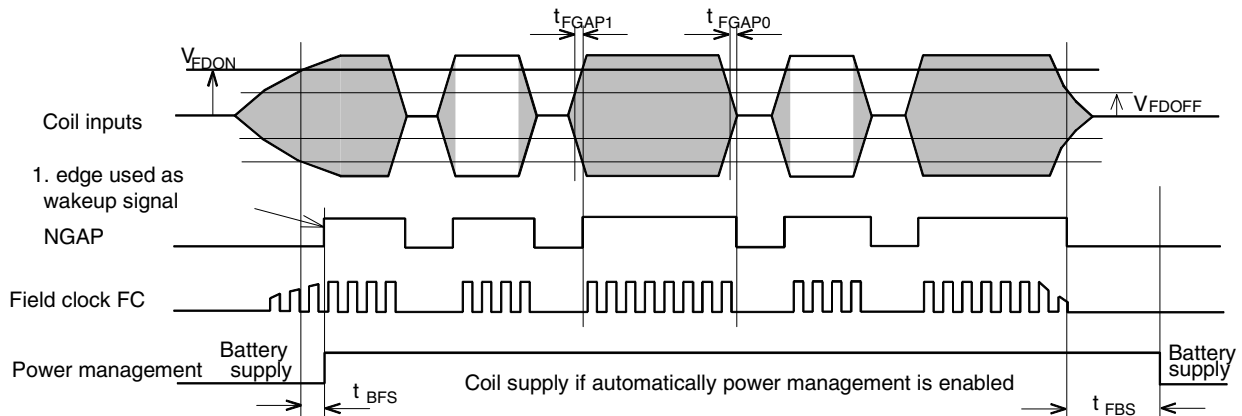 t FGAP1
t FGAP0
VFDON
VFDOFF
Coil inputs
1. edge used as
wakeup signal
NGAP
Field clock FC
Power management
Battery
supply
Coil supply if automatically power management is enabled
Battery
supply
t BFS
t FBS